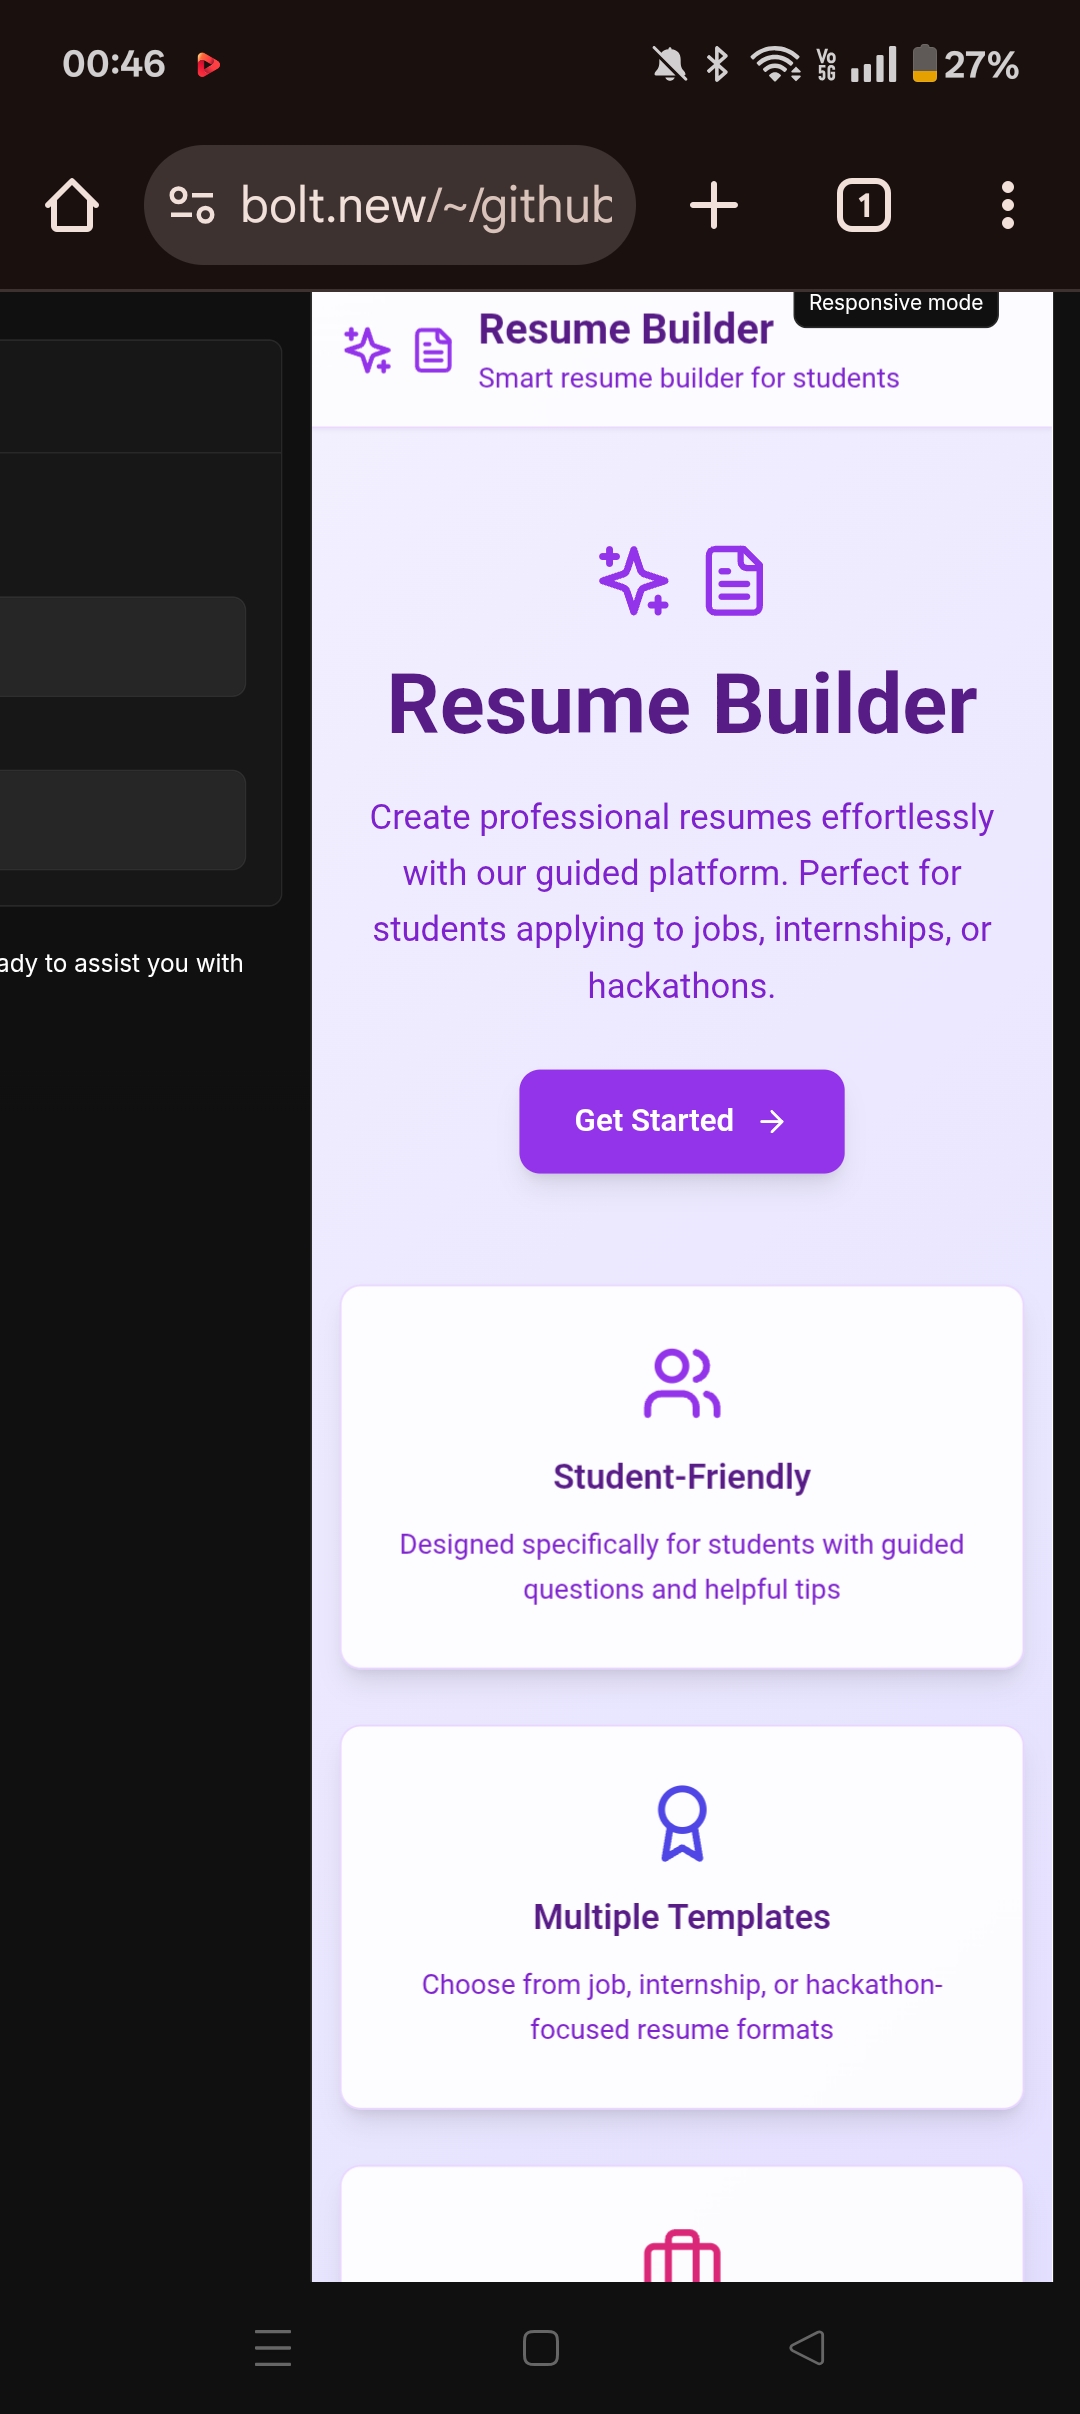 00:46
Vo
5G
27%
bolt.new/~/github
1
Responsive mode
Resume Builder
Smart resume builder for students
Resume Builder
Create professional resumes effortlessly
with our guided platform. Perfect for
students applying to jobs, internships, or
hackathons.
Get Started
ady to assist you with
Student-Friendly
Designed specifically for students with guided
questions and helpful tips
Multiple Templates
Choose from job, internship, or hackathon-
focused resume formats